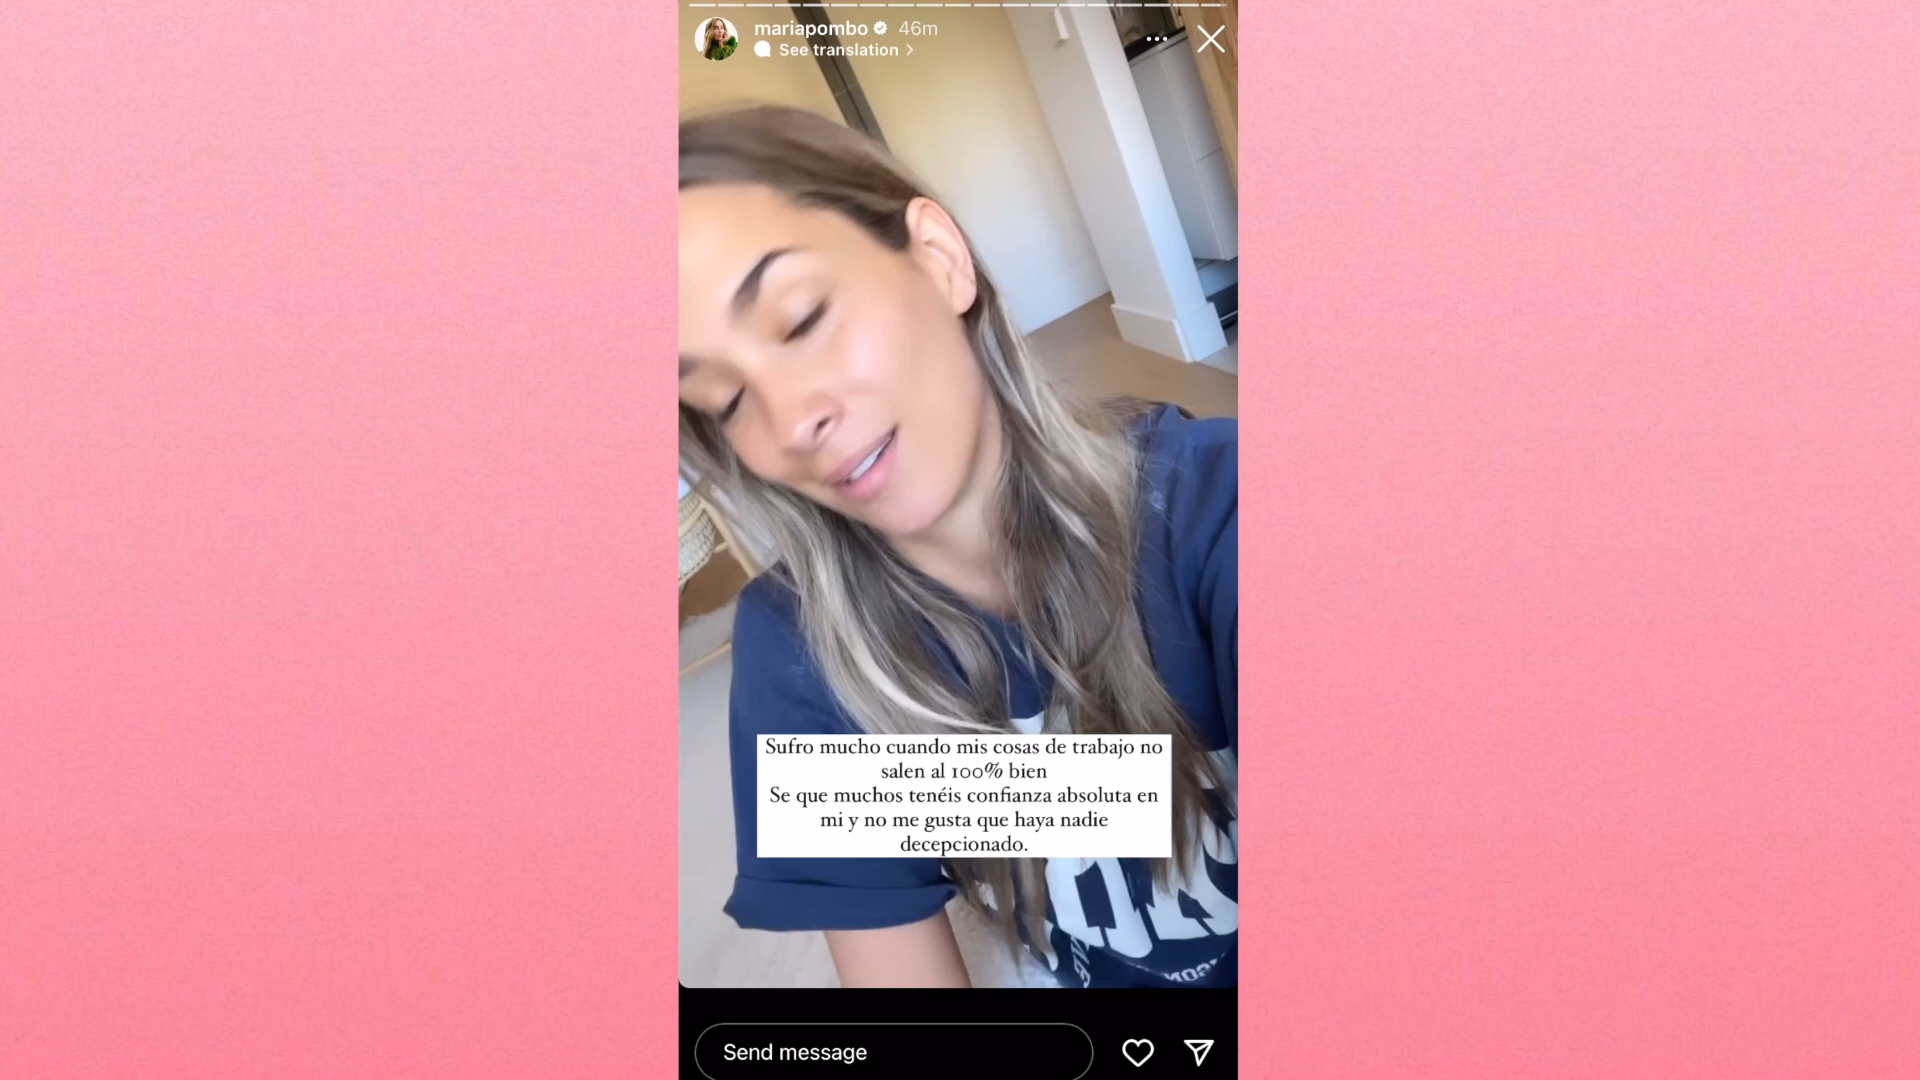 mariapombo 46m
See translation
Sufro mucho cuando mis cosas de trabajo no
salen al 100% bien
Se que muchos tenéis confianza absoluta en
mi y no me gusta que haya nadie
decepcionado.
Send message